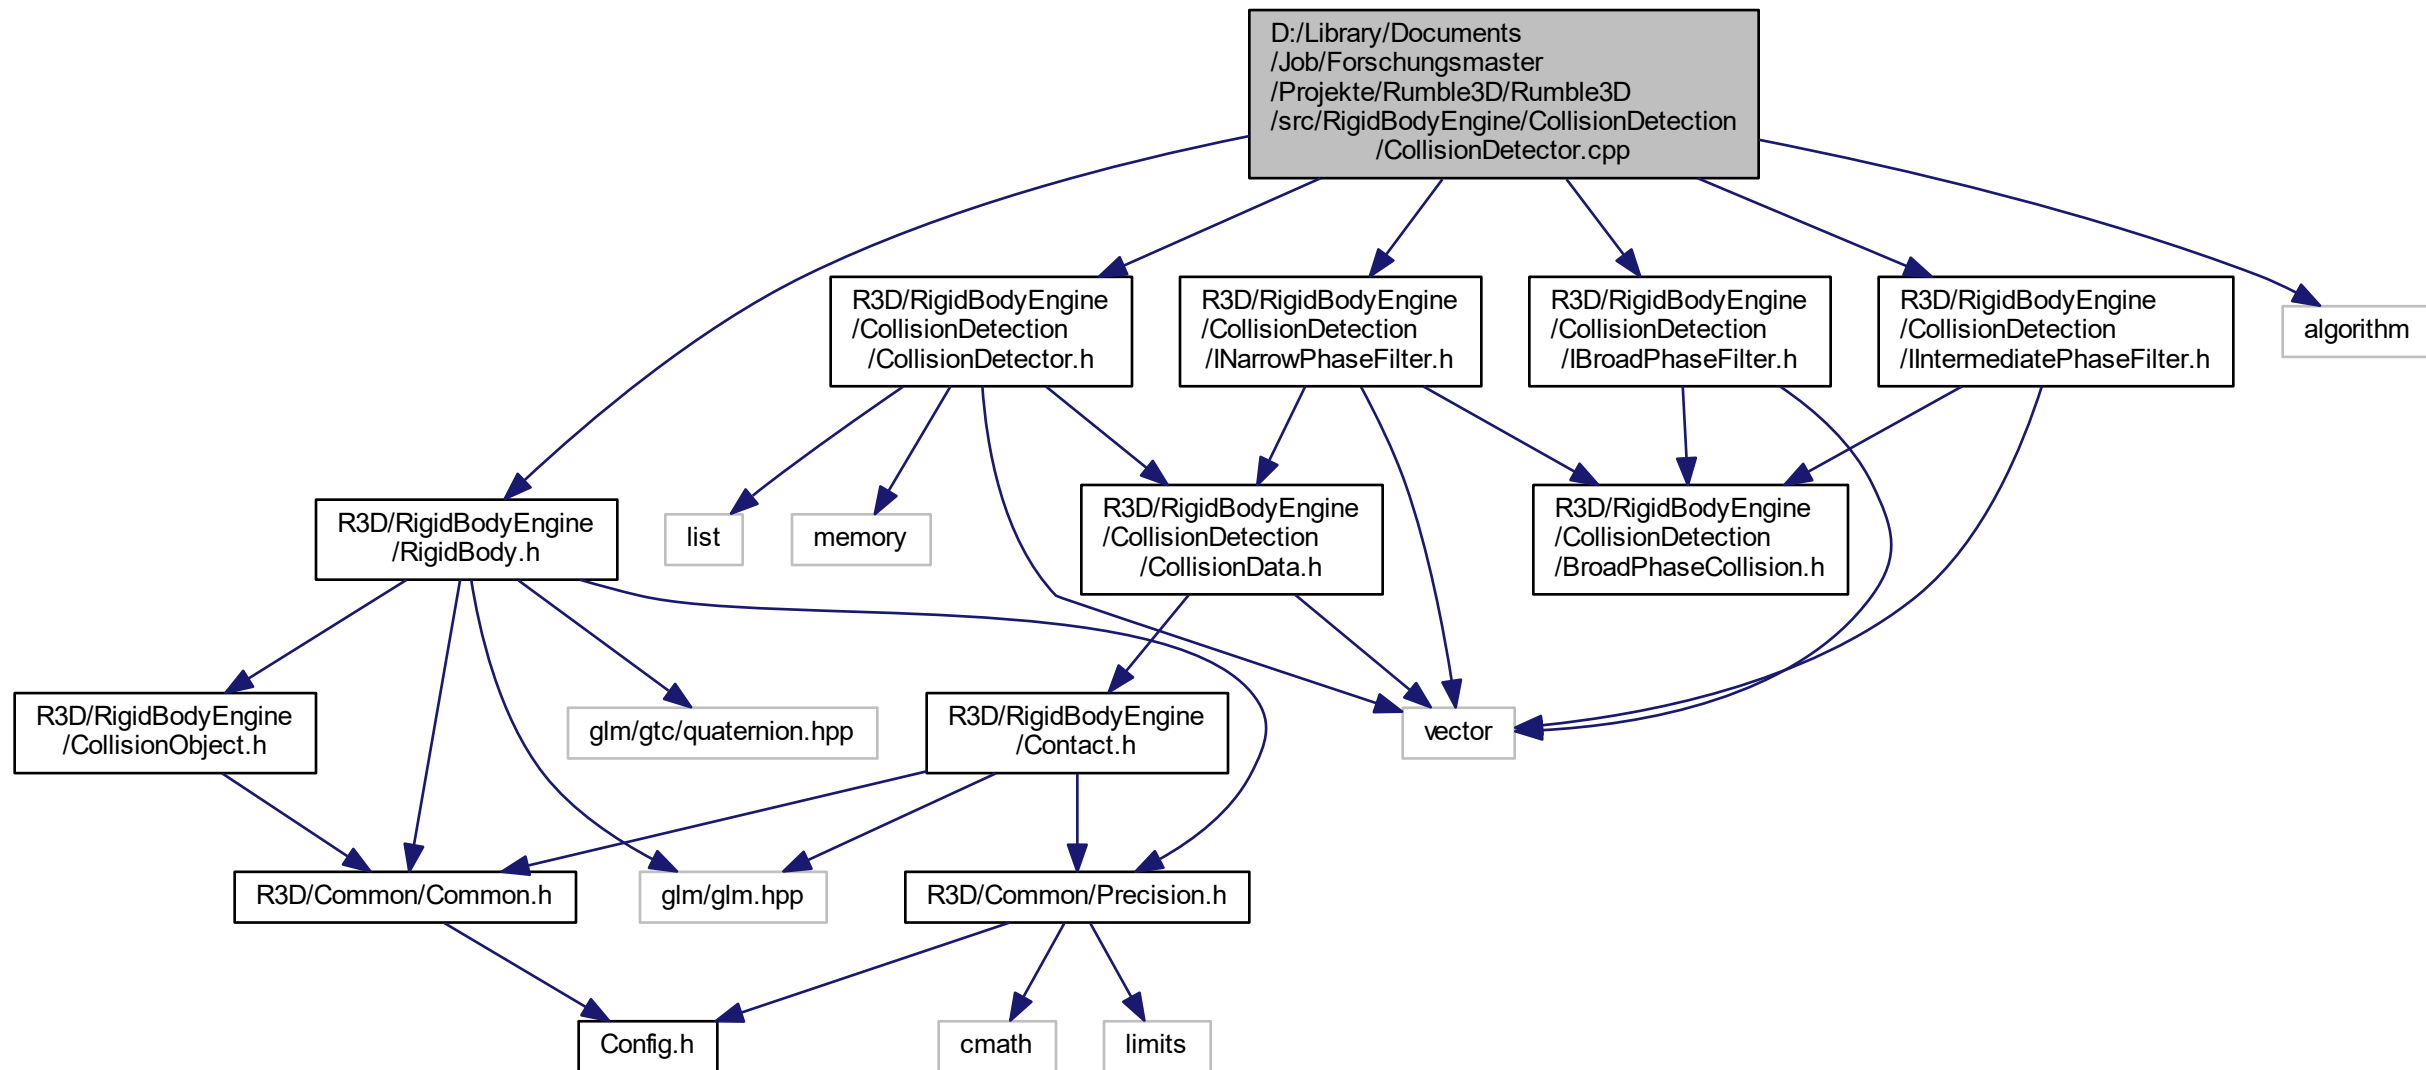 D:/Library/Documents
/Job/Forschungsmaster
/Projekte/Rumble3D/Rumble3D
/src/RigidBodyEngine/CollisionDetection
/CollisionDetector.cpp
R3D/RigidBodyEngine
/CollisionDetection
/CollisionDetector.h
R3D/RigidBodyEngine
/CollisionDetection
/INarrowPhaseFilter.h
R3D/RigidBodyEngine
/CollisionDetection
/IBroadPhaseFilter.h
R3D/RigidBodyEngine
/CollisionDetection
/IIntermediatePhaseFilter.h
algorithm
R3D/RigidBodyEngine
/RigidBody.h
list
memory
R3D/RigidBodyEngine
/CollisionDetection
/CollisionData.h
R3D/RigidBodyEngine
/CollisionDetection
/BroadPhaseCollision.h
R3D/RigidBodyEngine
/CollisionObject.h
glm/gtc/quaternion.hpp
R3D/RigidBodyEngine
/Contact.h
vector
R3D/Common/Common.h
glm/glm.hpp
R3D/Common/Precision.h
Config.h
cmath
limits